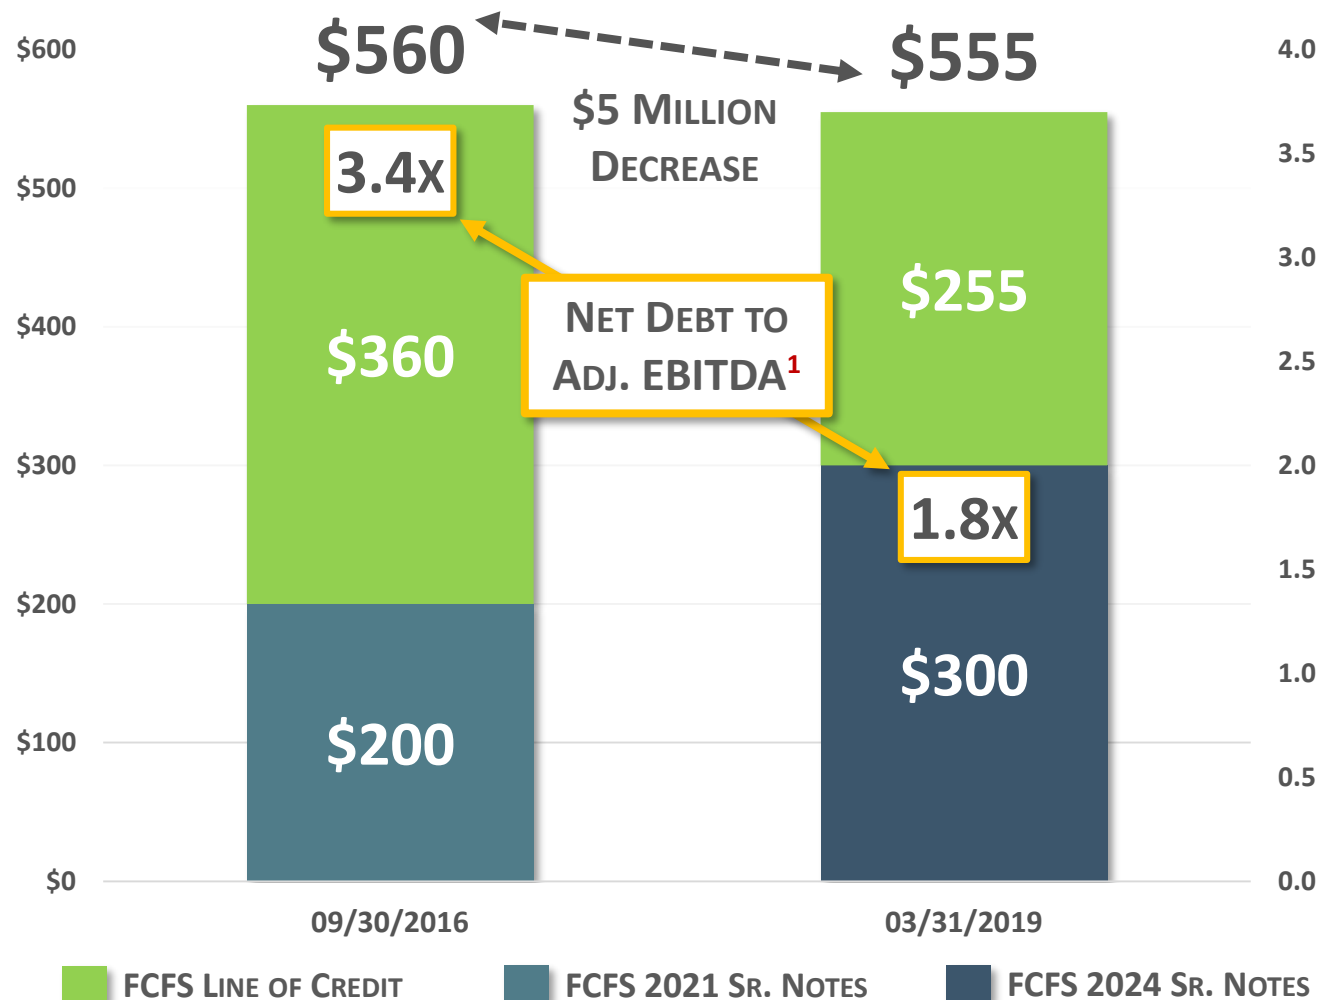 $560
$555
$5 Million
Decrease
3.4x
Net Debt to
Adj. EBITDA1
1.8x
$360
$200
$255
$300
$600
$500
$400
$300
$200
$100
$0
4.0
3.5
3.0
2.5
2.0
1.5
1.0
0.5
0.0
09/30/2016
03/31/2019
FCFS Line of Credit
FCFS 2021 Sr. Notes
FCFS 2024 Sr. Notes